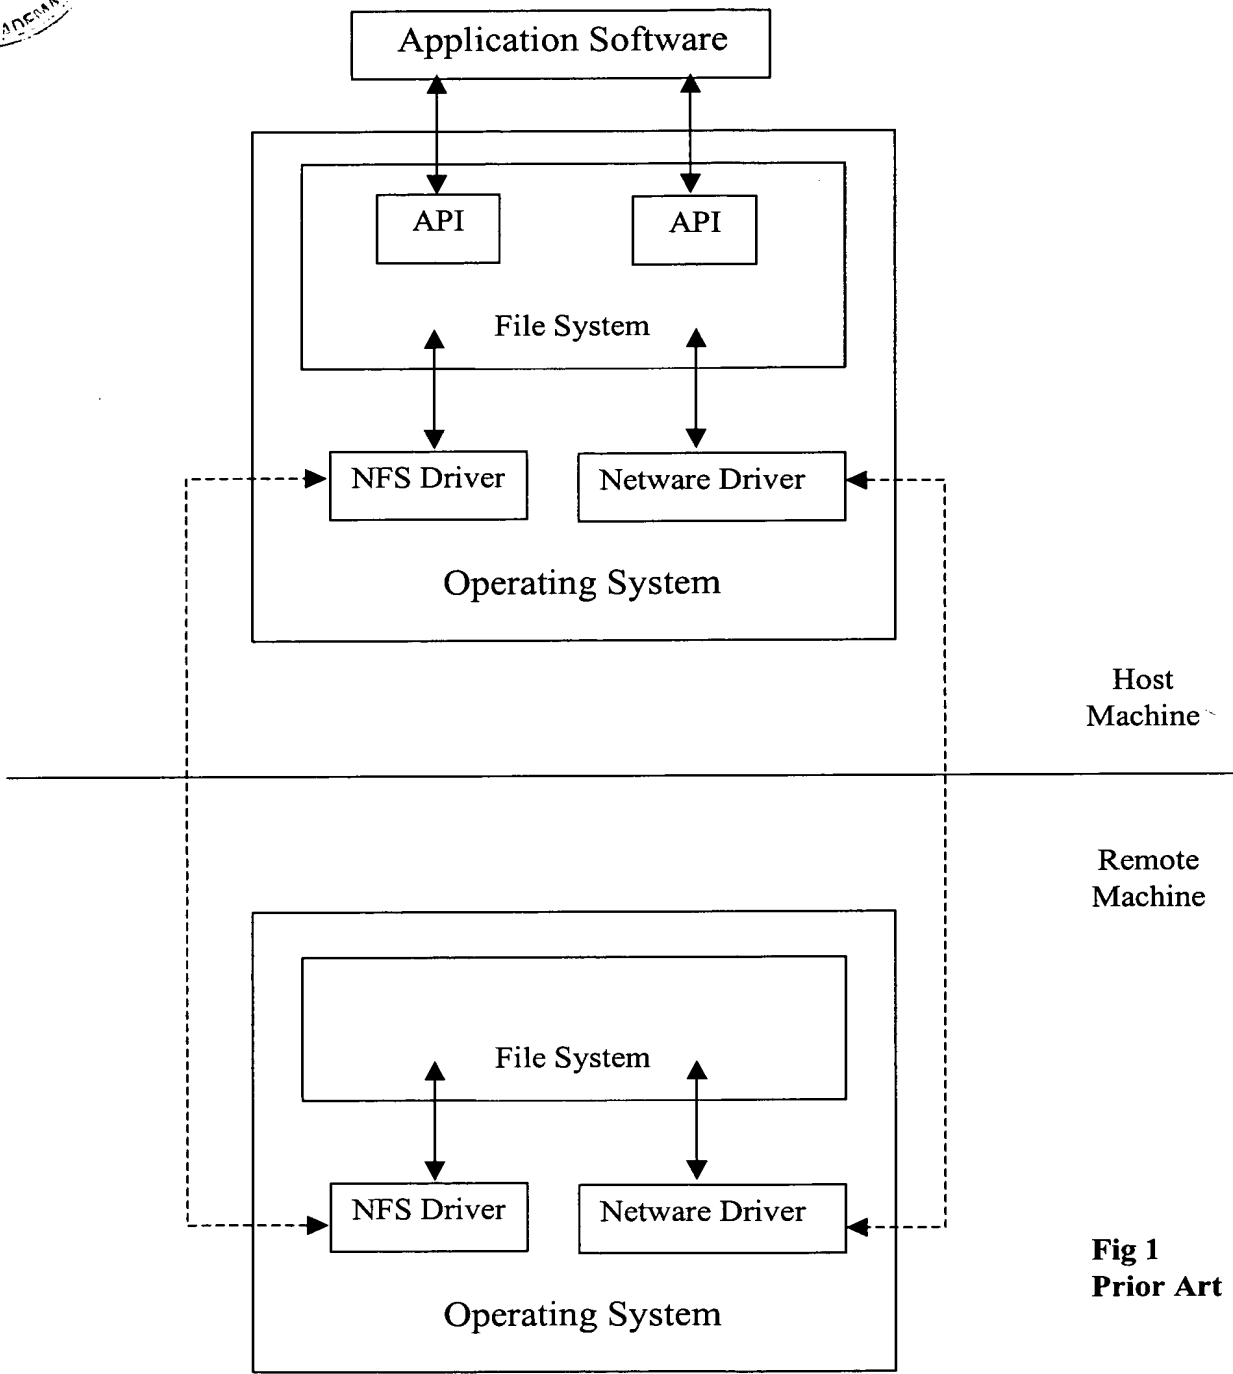 Application Software
API
API
File System
NFS Driver
Netware Driver
Operating System
Host
Machine
Remote
Machine
File System
NFS Driver
Netware Driver
Operating System
Fig 1
Prior Art